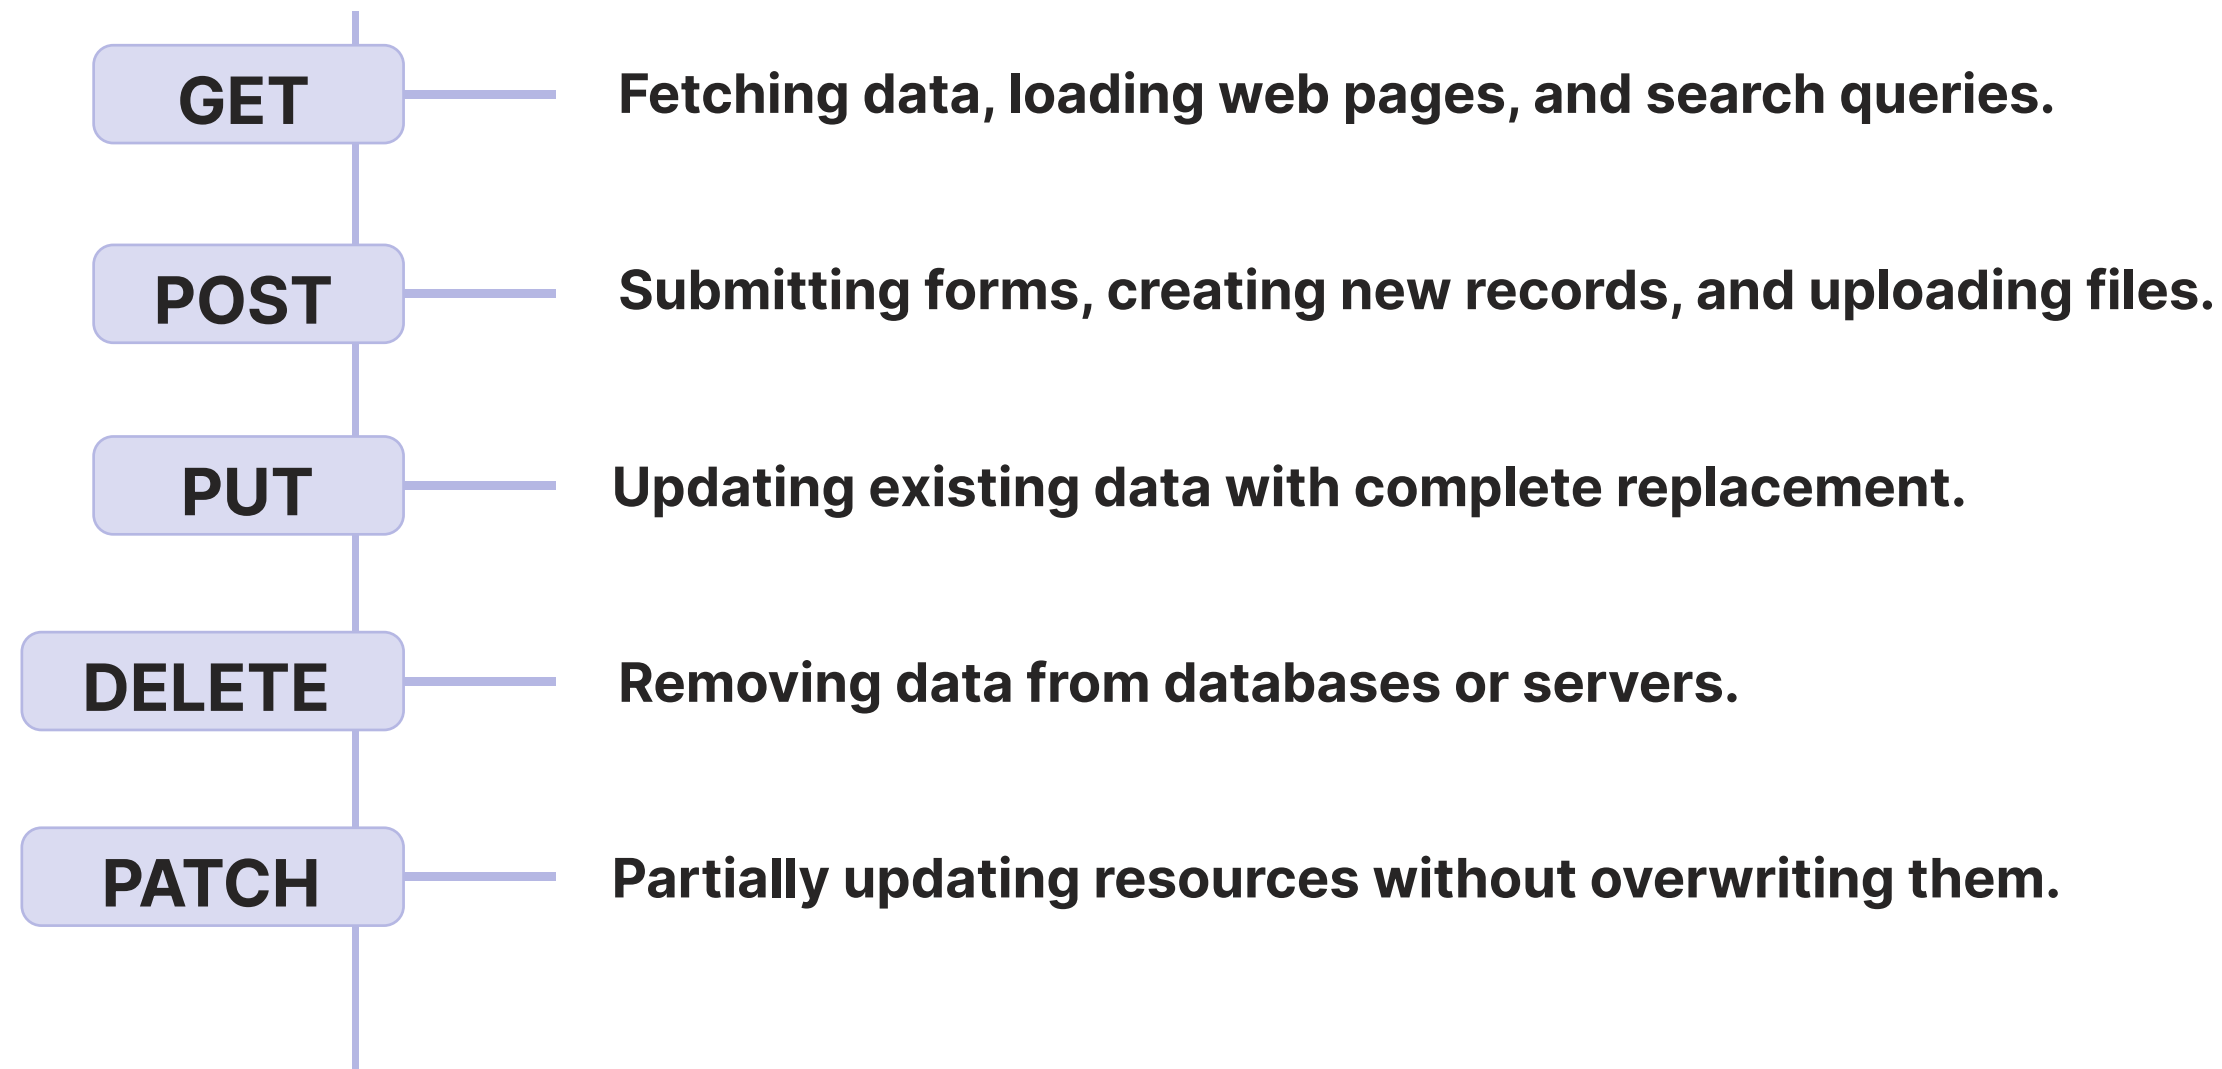 GET
Fetching data, loading web pages, and search queries.
POST
Submitting forms, creating new records, and uploading files.
PUT
Updating existing data with complete replacement.
DELETE
Removing data from databases or servers.
PATCH
Partially updating resources without overwriting them.